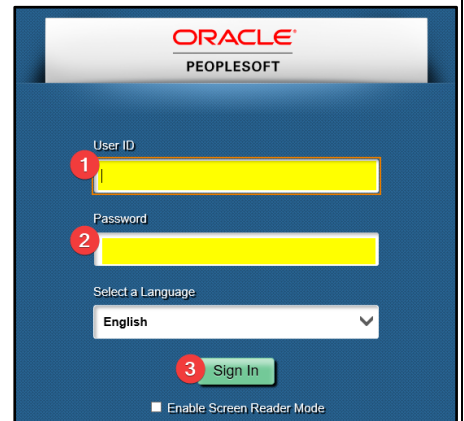 ORACLE®
PEOPLESOFT
User ID
1
Password
2
Select a Language
English
3 Sign In
Enable Screen Reader Mode